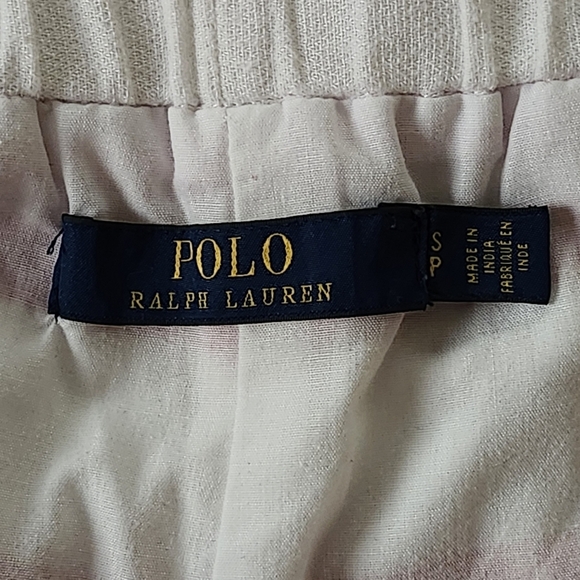 POLO
RALPH LAUREN
S
P
MADE IN
INDIA
FABRIQUÉ EN
INDE